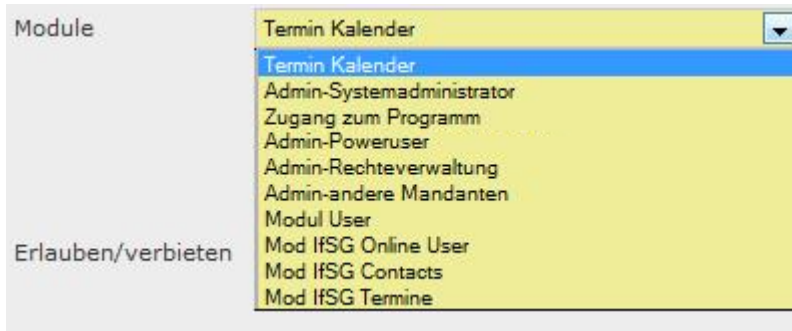 Module
Termin Kalender
Termin Kalender
Admin-Systemadministrator
Zugang zum Programm
Admin-Poweruser
Admin-Rechteverwaltung
Admin-andere Mandanten
Modul User
Erlauben/verbieten
Mod IfSG Online User
Mod IfSG Contacts
Mod IfSG Termine